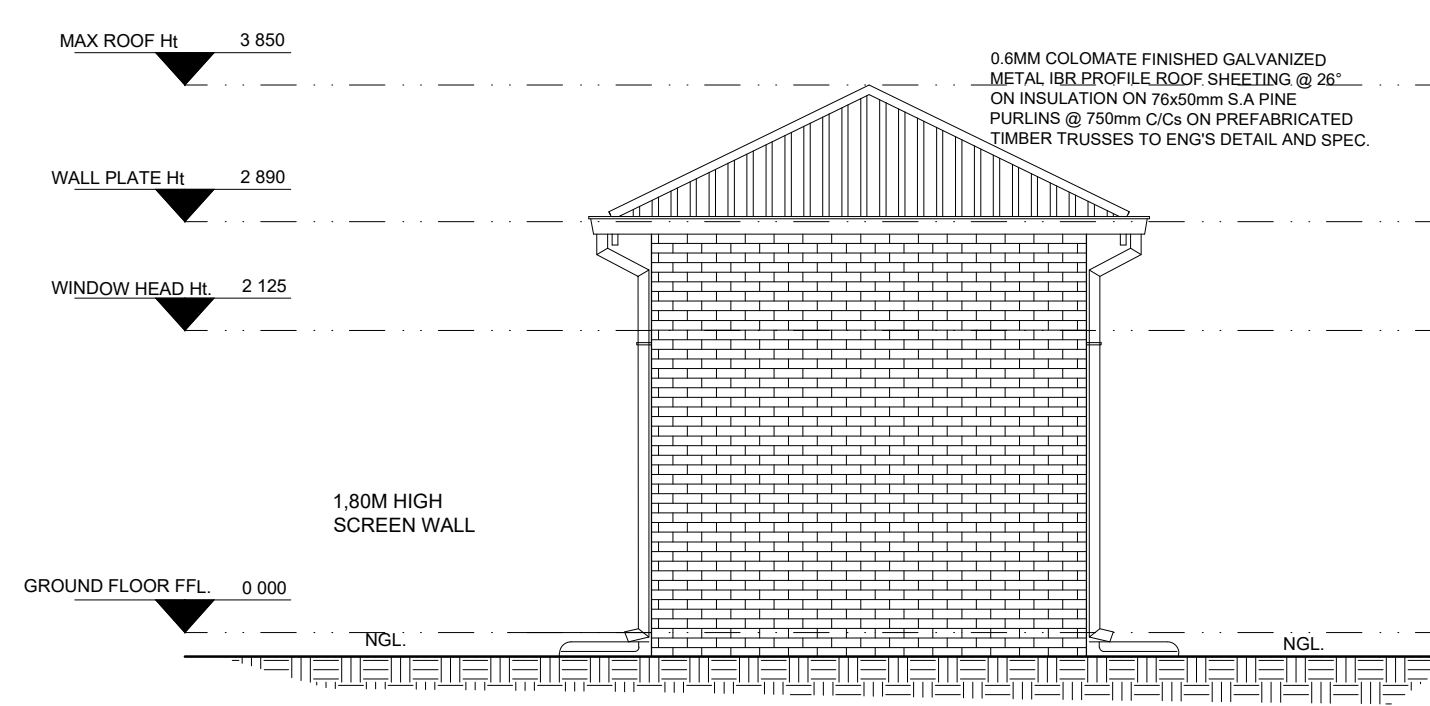 MAX ROOF Ht 3 850
0.6MM COLOMATE FINISHED GALVANIZED
METAL IBR PROFILE ROOF SHEETING @ 26°
ON INSULATION ON 76x50mm S.A PINE
PURLINS @ 750mm C/Cs ON PREFABRICATED
TIMBER TRUSSES TO ENG'S DETAIL AND SPEC.
WALL PLATE Ht 2 890
WINDOW HEAD Ht. 2 125
1,80M HIGH
SCREEN WALL
GROUND FLOOR FFL. 0 000
NGL.
NGL.